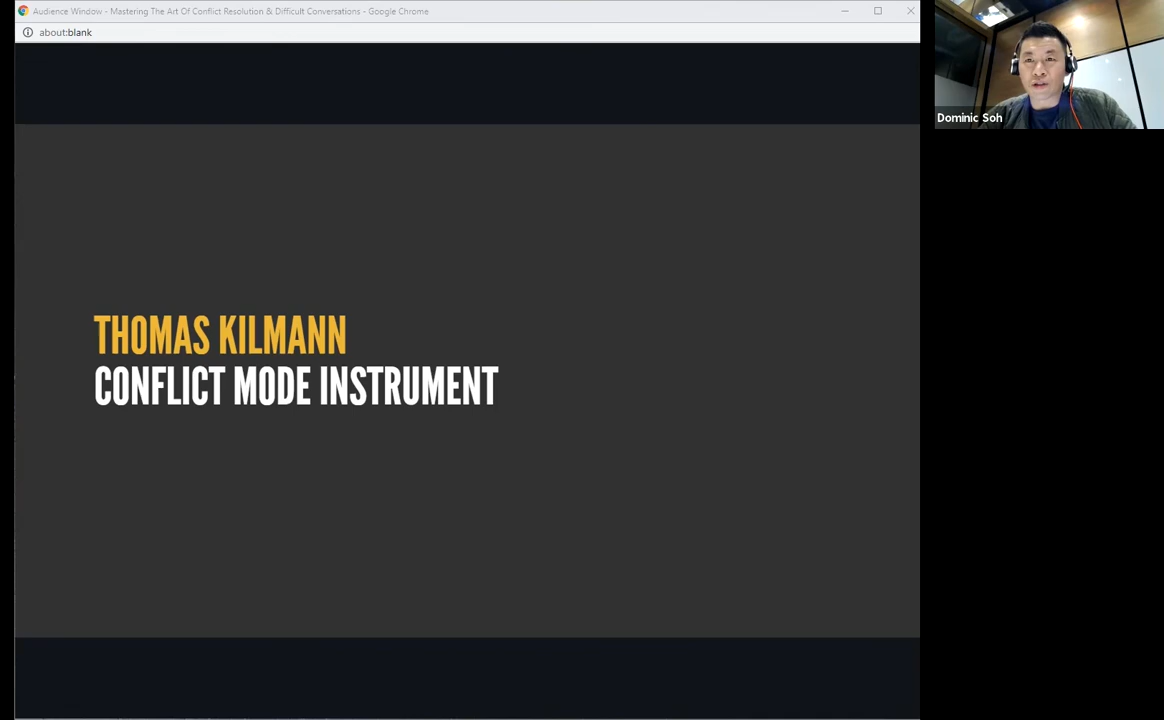 Audience Window - Mastering The Art Of Conflict Resolution & Difficult Conversations - Google Chrome
about:blank
THOMAS KILMANN
CONFLICT MODE INSTRUMENT
Dominic Soh